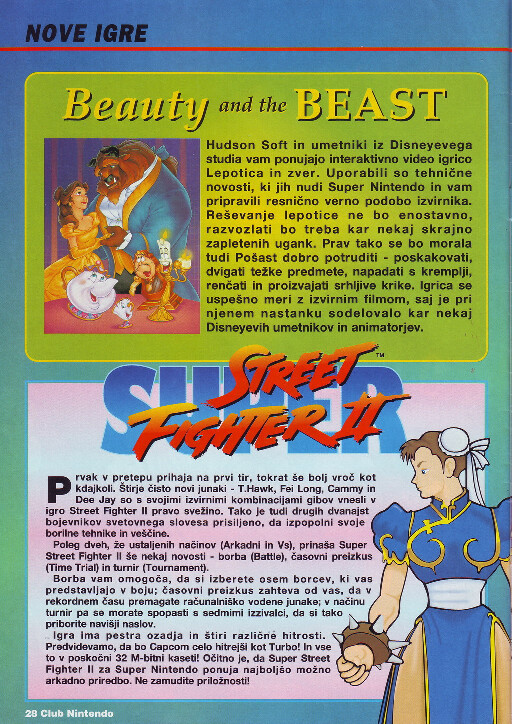 NOVE IGRE
Beauty and the BEAST
Hudson Soft in umetniki iz Disneyevega
studia vam ponujajo interaktivno video igrico
Lepotica in zver. Uporabili so tehnične
novosti, ki jih nudi Super Nintendo in vam
pripravili resnično verno podobo izvirnika.
Reševanje lepotice ne bo enostavno,
razvozlati bo treba kar nekaj skrajno
zapletenih ugank. Prav tako se bo morala
tudi Pošast dobro potruditi - poskakovati,
dvigati težke predmete, napadati s kremplji,
renčati in proizvajati srhljive krike. Igrica se
uspešno meri z izvirnim filmom, saj je pri
njenem nastanku sodelovalo kar nekaj
Disneyevih umetnikov in animatorjev.
SUPER
STREET
FIGHTER II
™
Prvak v pretepu prihaja na prvi tir, tokrat še bolj vroč kot
kdajkoli. Štirje čisto novi junaki - T.Hawk, Fei Long, Cammy in
Dee Jay so s svojimi izvirnimi kombinacijami gibov vnesli v
igro Street Fighter II pravo svežino. Tako je tudi drugih dvanajst
bojevnikov svetovnega slovesa prisiljeno, da izpopolni svoje
borilne tehnike in veščine.
Poleg dveh, že ustaljenih načinov (Arkadni in Vs), prinaša Super
Street Fighter II še nekaj novosti - borba (Battle), časovni preizkus
(Time Trial) in turnir (Tournament).
Borba vam omogoča, da si izberete osem borcev, ki vas
predstavljajo v boju; časovni preizkus zahteva od vas, da v
rekordnem času premagate računalniško vodene junake; v načinu
turnir pa se morate spopasti s sedmimi izzivalci, da si tako
priborite navišji naslov.
Igra ima pestra ozadja in štiri različne hitrosti.
Predvidevamo, da bo Capcom celo hitrejši kot Turbo! In vse
to v poskočni 32 M-bitni kaseti! Očitno je, da Super Street
Fighter II za Super Nintendo ponuja najboljšo možno
arkadno priredbo. Ne zamudite priložnosti!
28 Club Nintendo